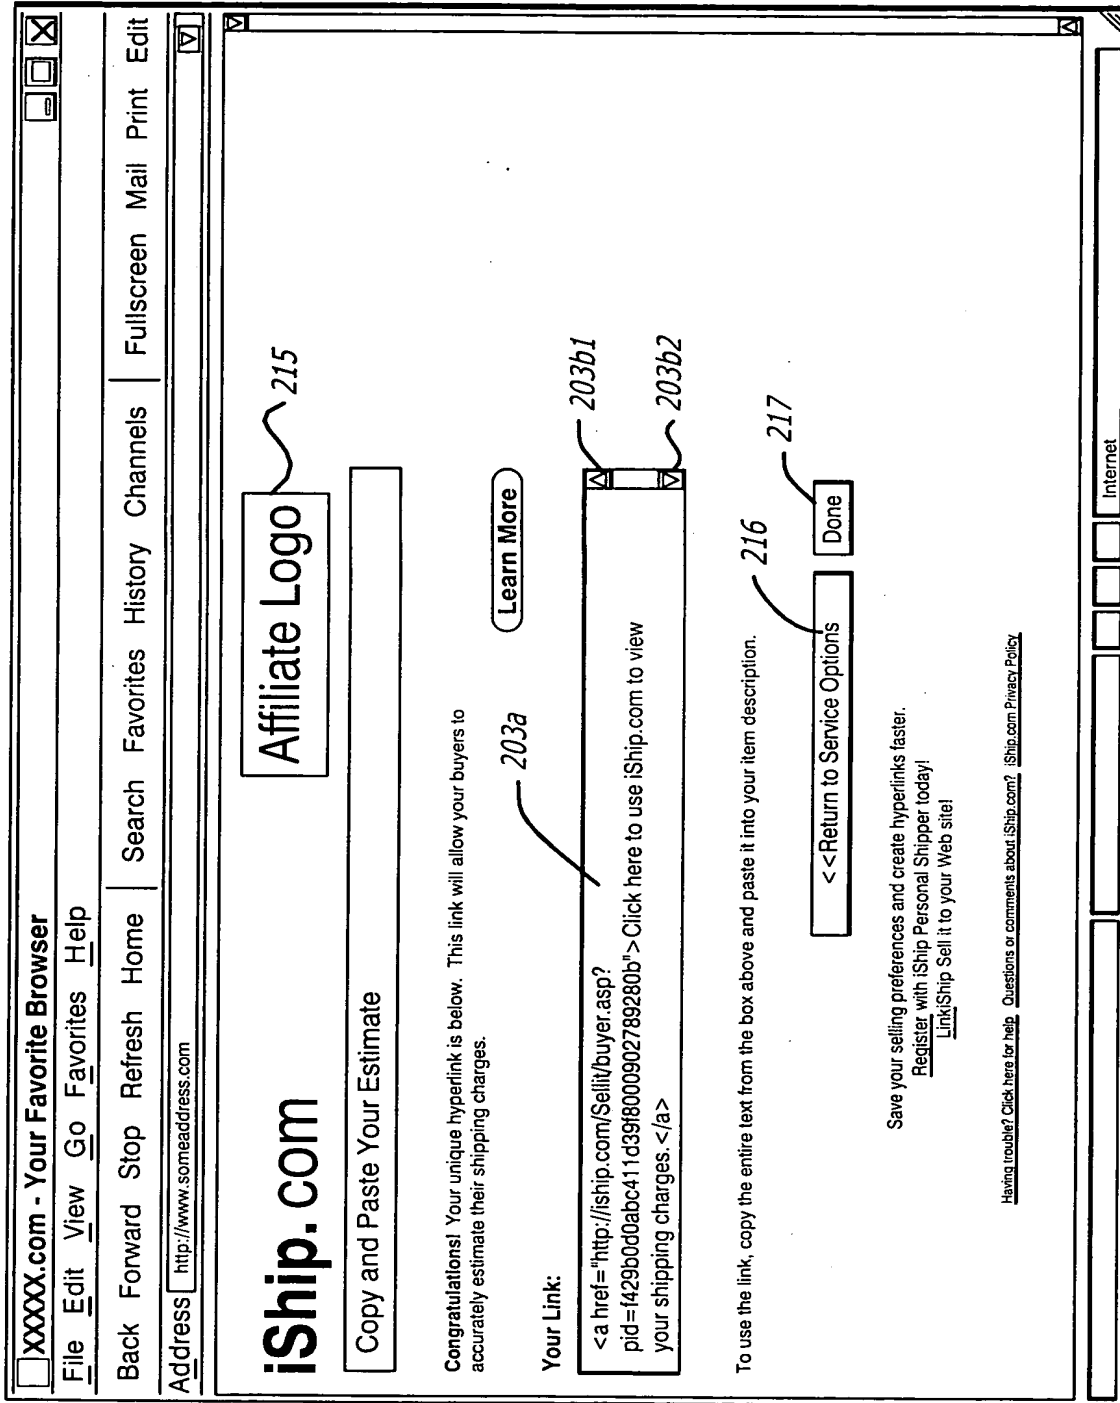 XXXXX.com - Your Favorite Browser
File Edit View Go Favorites Help
Back Forward Stop Refresh Home Search Favorites History Channels Fullscreen Mail Print Edit
Address http://www.someaddress.com
iShip.com
Affiliate Logo
215
Copy and Paste Your Estimate
Congratulations! Your unique hyperlink is below. This link will allow your buyers to
accurately estimate their shipping charges.
Learn More
Your Link:
203a
203b1
<a href="http://iship.com/Sellit/buyer.asp?
pid=f429b0d0abc411d39f8000902789280b">Click here to use iShip.com to view
your shipping charges.</a>
203b2
To use the link, copy the entire text from the box above and paste it into your item description.
216
217
<<Return to Service Options
Done
Save your selling preferences and create hyperlinks faster.
Register with iShip Personal Shipper today!
LinkiShip Sell it to your Web site!
Having trouble? Click here for help Questions or comments about iShip.com? iShip.com Privacy Policy
Internet